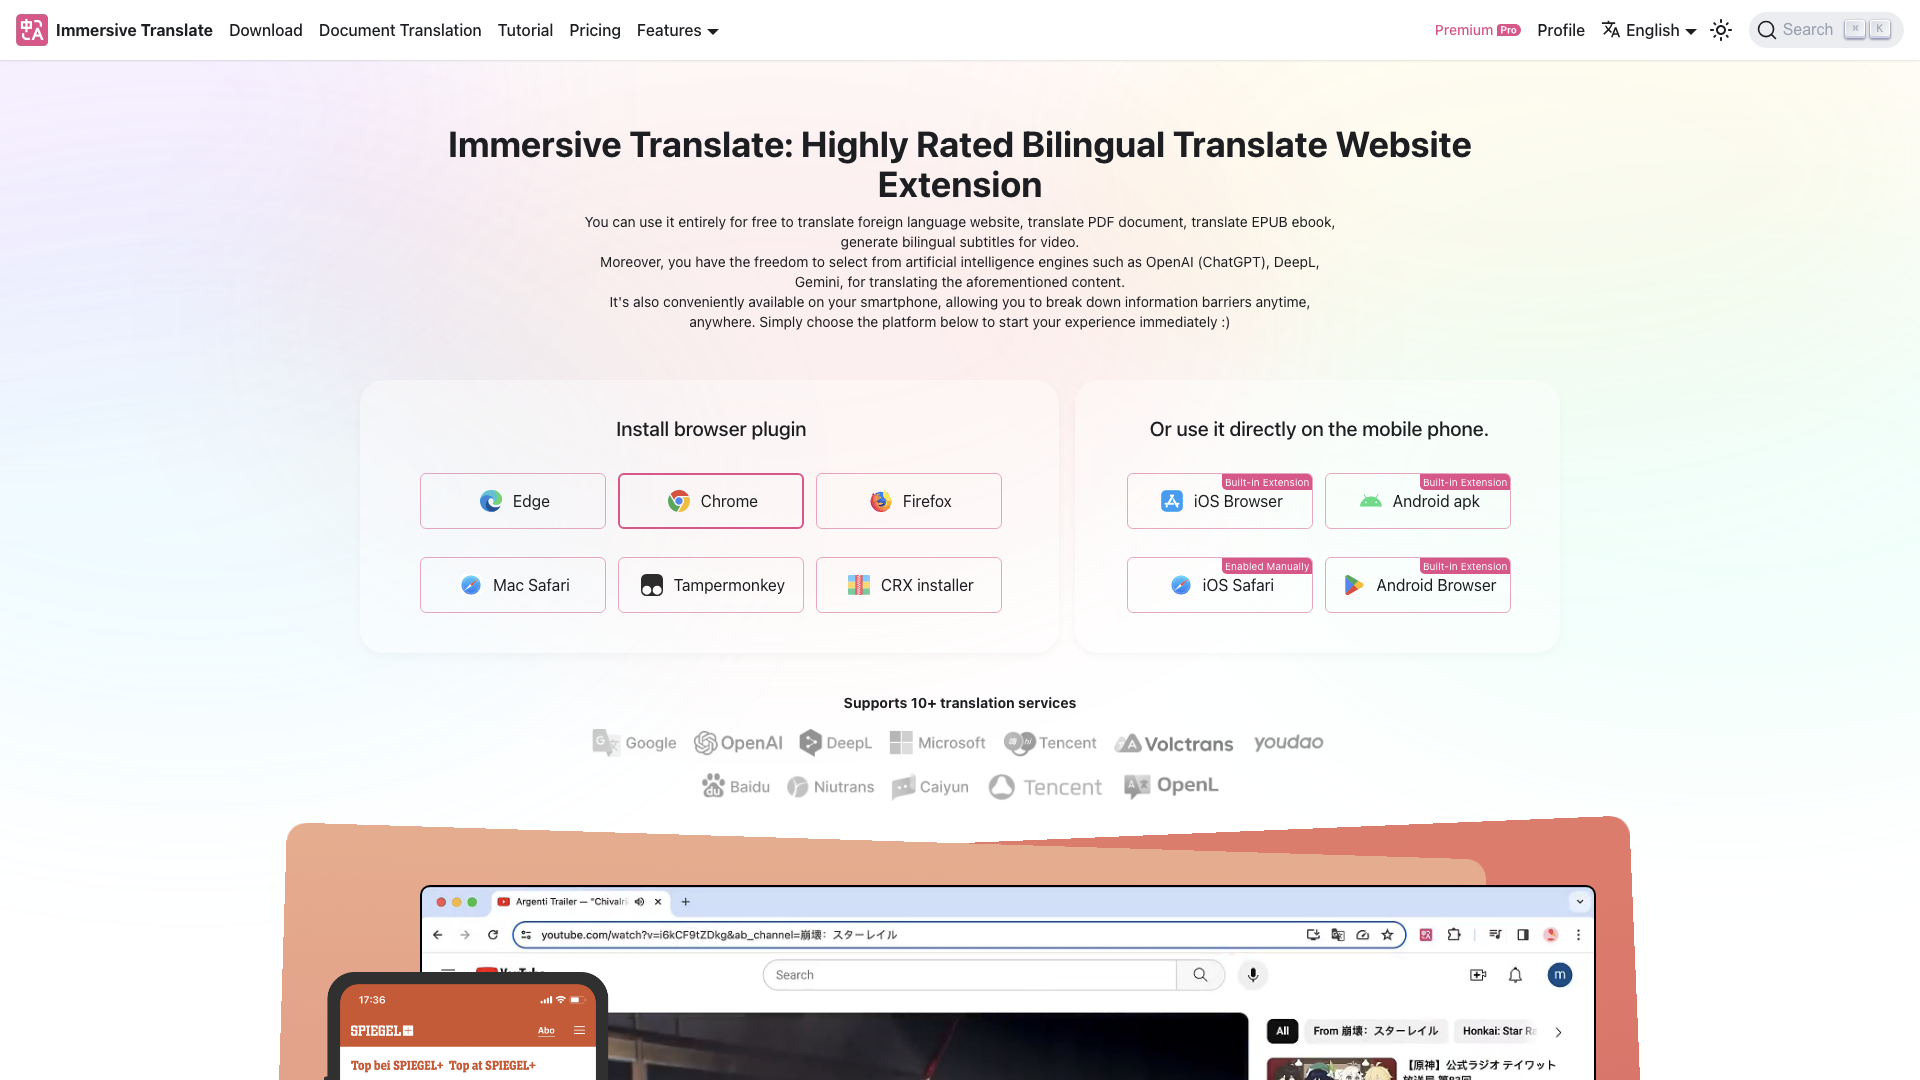 Immersive Translate Download Document Translation Tutorial Pricing Features
Premium Pro Profile English Search ⌘ K
Immersive Translate: Highly Rated Bilingual Translate Website
Extension
You can use it entirely for free to translate foreign language website, translate PDF document, translate EPUB ebook,
generate bilingual subtitles for video.
Moreover, you have the freedom to select from artificial intelligence engines such as OpenAI (ChatGPT), DeepL,
Gemini, for translating the aforementioned content.
It's also conveniently available on your smartphone, allowing you to break down information barriers anytime,
anywhere. Simply choose the platform below to start your experience immediately :)
Install browser plugin
Edge Chrome Firefox
Mac Safari Tampermonkey CRX installer
Or use it directly on the mobile phone.
Built-in Extension Built-in Extension
iOS Browser Android apk
Enabled Manually Built-in Extension
iOS Safari Android Browser
Supports 10+ translation services
Google OpenAI DeepL Microsoft Tencent Volctrans youdao
Baidu Niutrans Caiyun Tencent OpenL
Argenti Trailer — "Chivalri
youtube.com/watch?v=i6kCF9tZDkg&ab_channel=崩壊：スターレイル
Search
m
17:36
SPIEGEL
Abo
Top bei SPIEGEL+ Top at SPIEGEL+
All From 崩壊：スターレイル Honkai: Star Ra
【原神】公式ラジオ テイワット